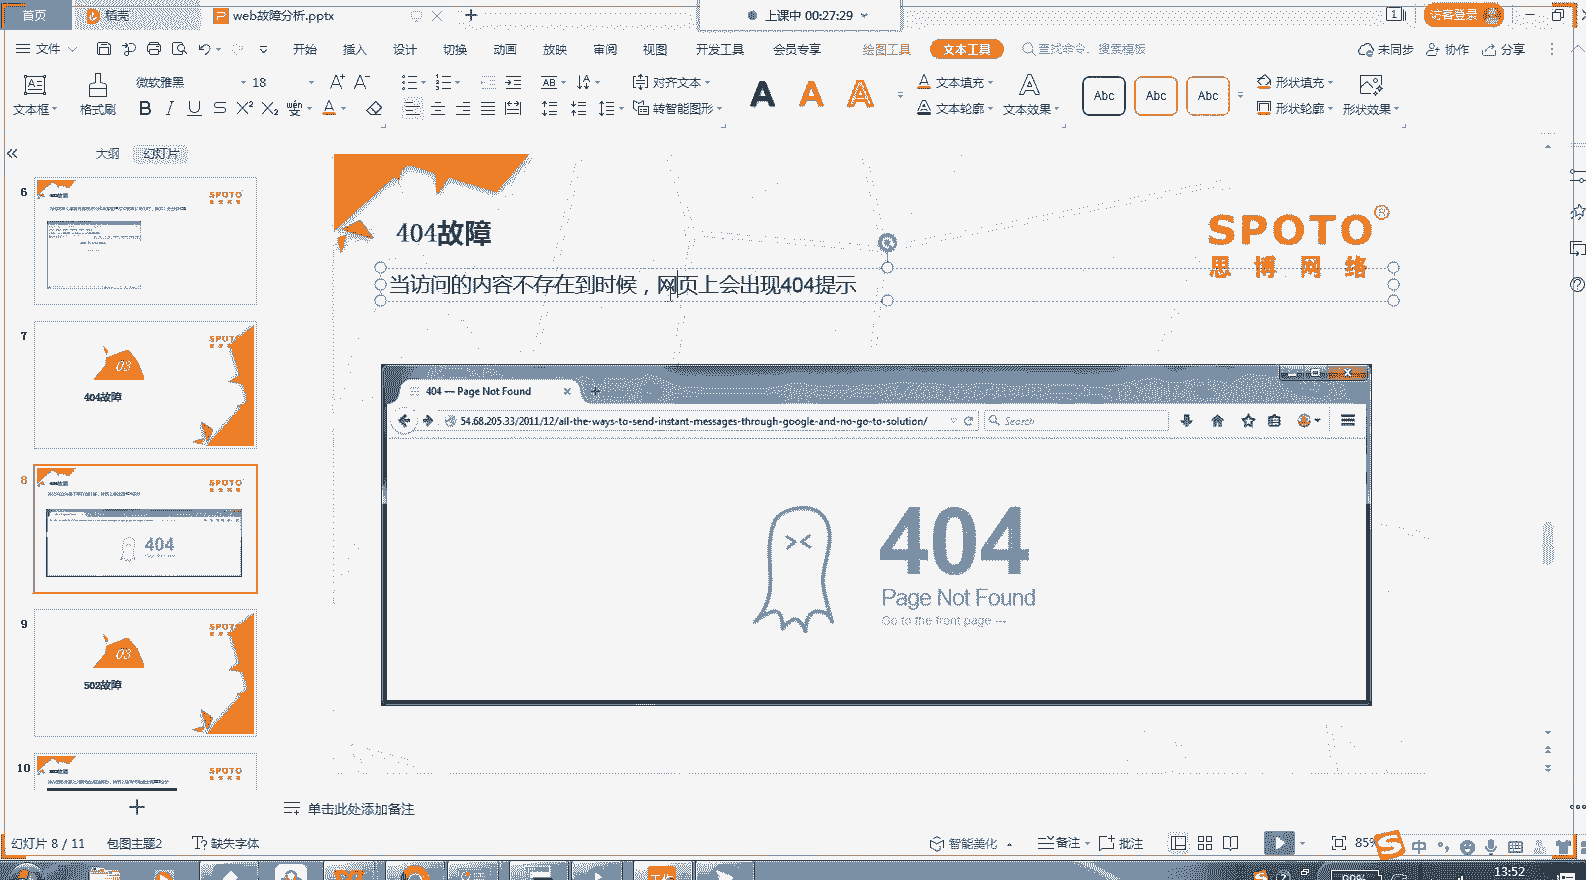 首页 稻壳 web故障分析.pptx 上课中 00:27:29 1 访客登录
文件 开始 插入 设计 切换 动画 放映 审阅 视图 开发工具 会员专享 绘图工具 文本工具 查找命令、搜索模板 未同步 协作 分享
文本框 格式刷 微软雅黑 18 对齐文本 文本填充 Abc Abc Abc 形状填充
转智能图形 文本轮廓 文本效果 形状轮廓 形状效果
大纲 幻灯片
6
SPOTO
7
03
404故障
8
SPOTO
404
9
03
502故障
10
SPOTO
404故障
SPOTO®
思博网络
当访问的内容不存在到时候，网页上会出现404提示
404 — Page Not Found
54.68.205.33/2011/12/all-the-ways-to-send-instant-messages-through-google-and-no-go-to-solution/ Search
404
Page Not Found
Go to the front page
单击此处添加备注
幻灯片 8 / 11 包图主题2 缺失字体 智能美化 备注 批注 85% 中
13:52